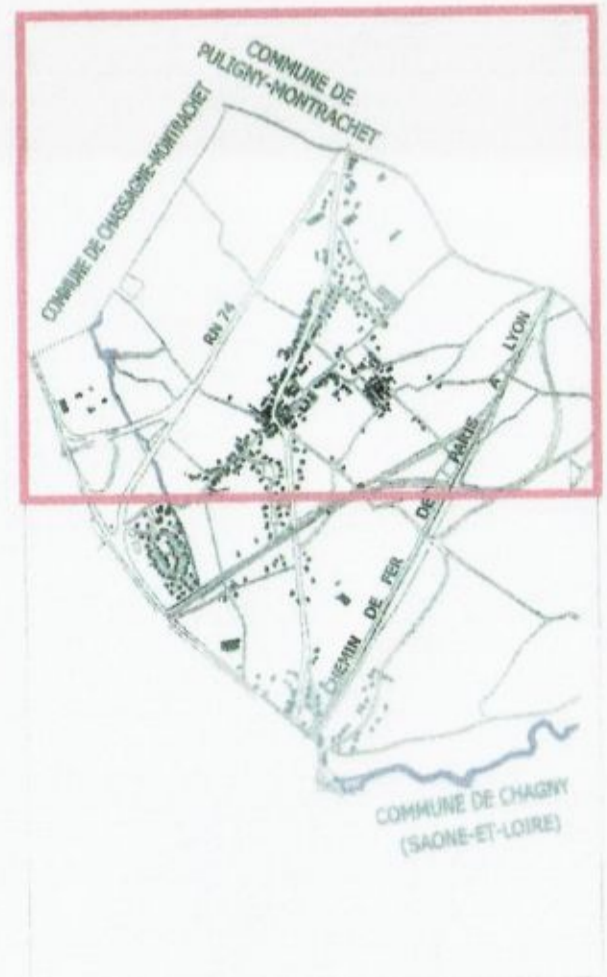 COMMUNE DE
PULIGNY-MONTRACHET
COMMUNE DE CHASSAGNE-MONTRACHET
RN 74
CHEMIN DE FER DE PARIS A LYON
COMMUNE DE CHAGNY
(SAONE-ET-LOIRE)